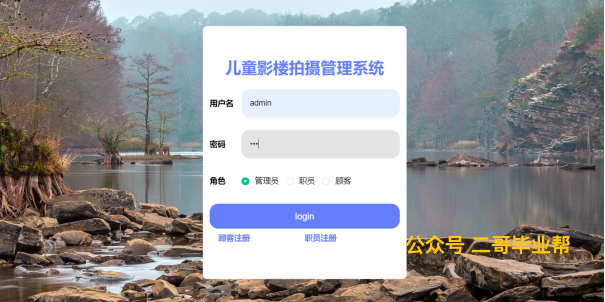 儿童影楼拍摄管理系统
用户名 admin
密码 •••
角色 管理员 职员 顾客
login
顾客注册 职员注册
公众号 二哥毕业帮